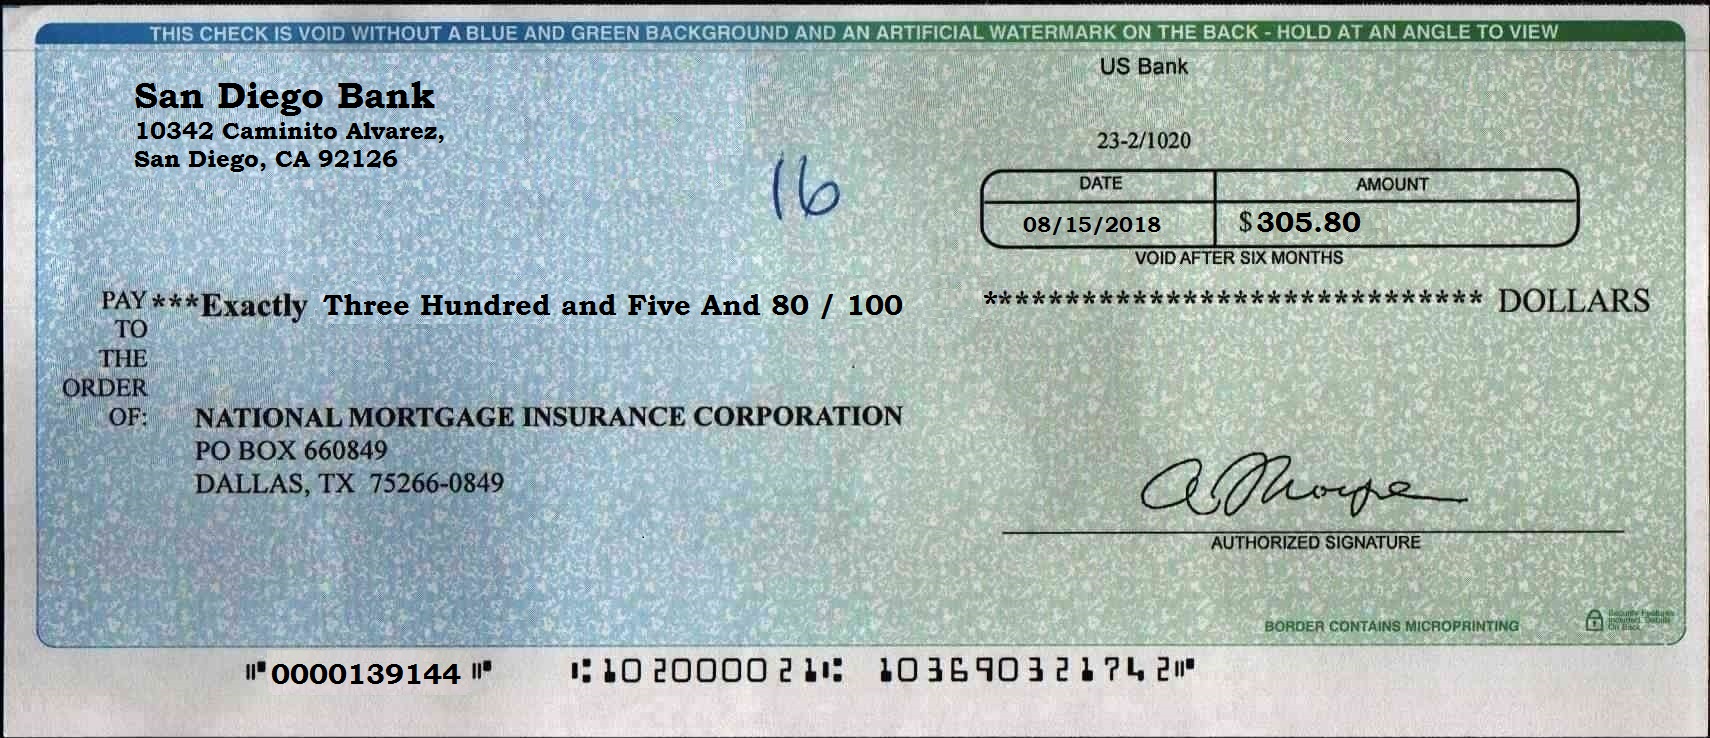 THIS CHECK IS VOID WITHOUT A BLUE AND GREEN BACKGROUND AND AN ARTIFICIAL WATERMARK ON THE BACK - HOLD AT AN ANGLE TO VIEW
US Bank
San Diego Bank
10342 Caminito Alvarez,
San Diego, CA 92126
23-2/1020
16
DATE AMOUNT
08/15/2018 $305.80
VOID AFTER SIX MONTHS
PAY ***Exactly Three Hundred and Five And 80 / 100 ******************************* DOLLARS
TO
THE
ORDER
OF: NATIONAL MORTGAGE INSURANCE CORPORATION
PO BOX 660849
DALLAS, TX 75266-0849
AUTHORIZED SIGNATURE
BORDER CONTAINS MICROPRINTING
Security Features
Included. Details
On Back.
⑈0000139144⑈ ⑆102000021⑆ 103690321742⑈